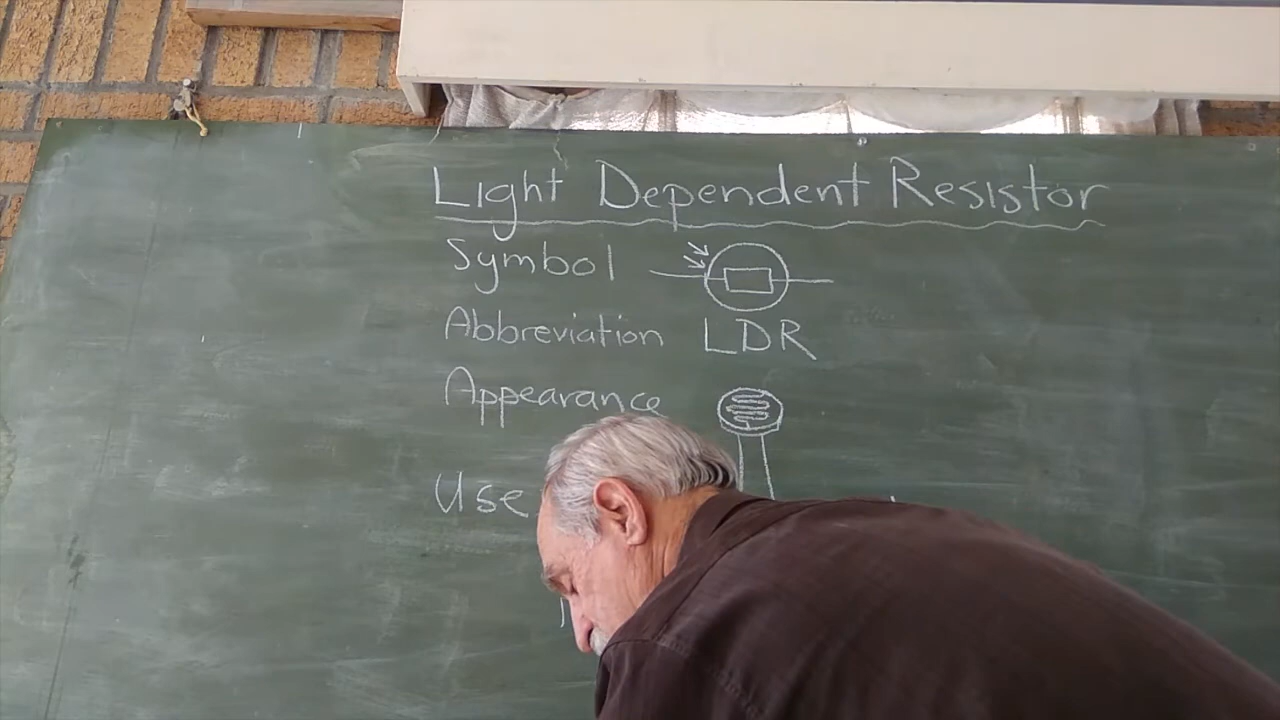 Light Dependent Resistor
Symbol
Abbreviation LDR
Appearance
Use